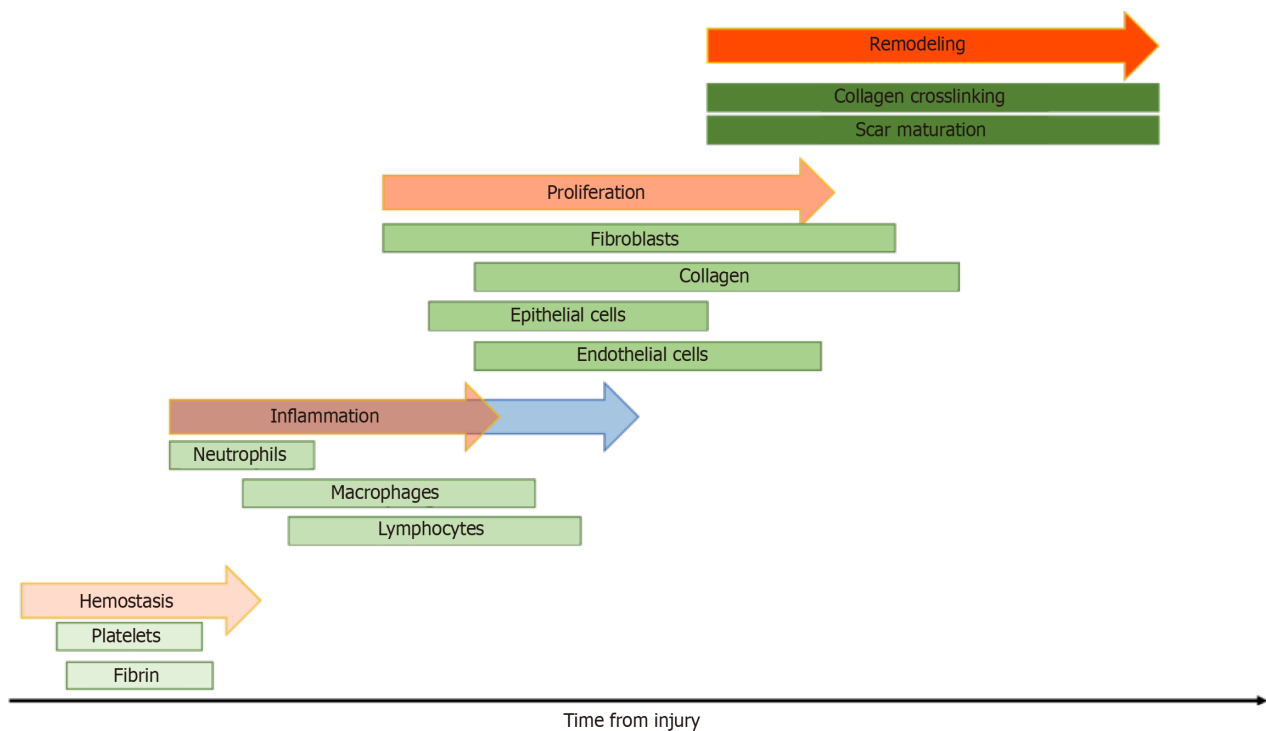 Remodeling
Collagen crosslinking
Scar maturation
Proliferation
Fibroblasts
Collagen
Epithelial cells
Endothelial cells
Inflammation
Neutrophils
Macrophages
Lymphocytes
Hemostasis
Platelets
Fibrin
Time from injury